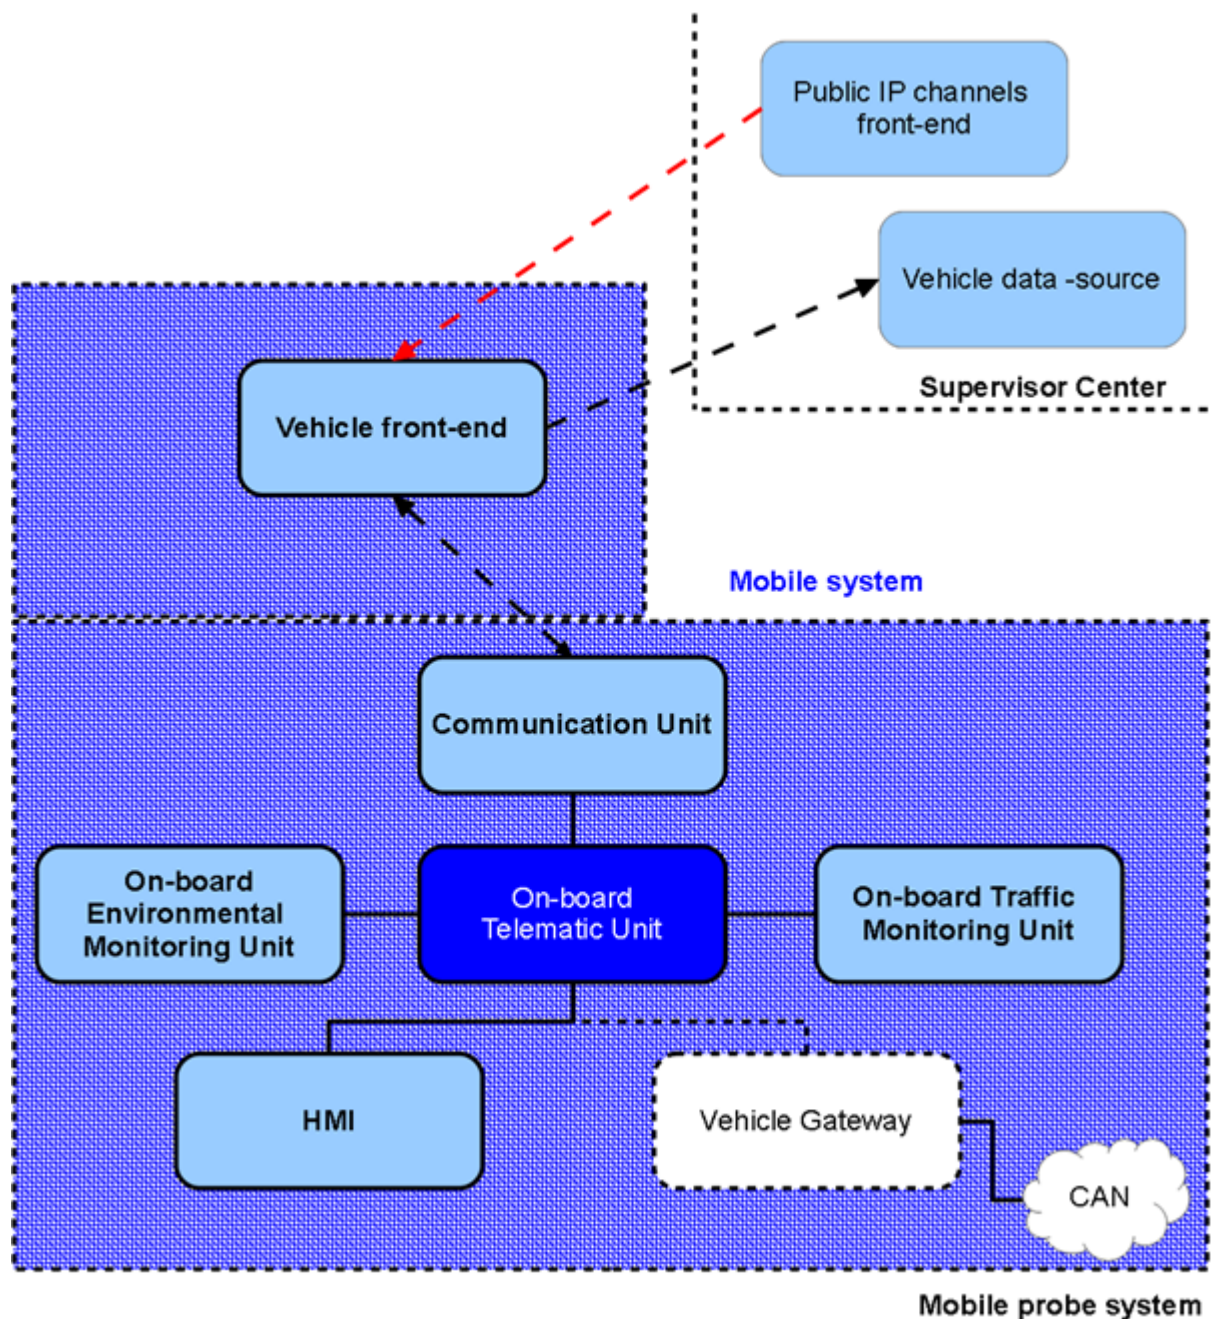 Public IP channels
front-end
Vehicle data -source
Supervisor Center
Vehicle front-end
Mobile system
Communication Unit
On-board
Environmental
Monitoring Unit
On-board
Telematic Unit
On-board Traffic
Monitoring Unit
HMI
Vehicle Gateway
CAN
Mobile probe system